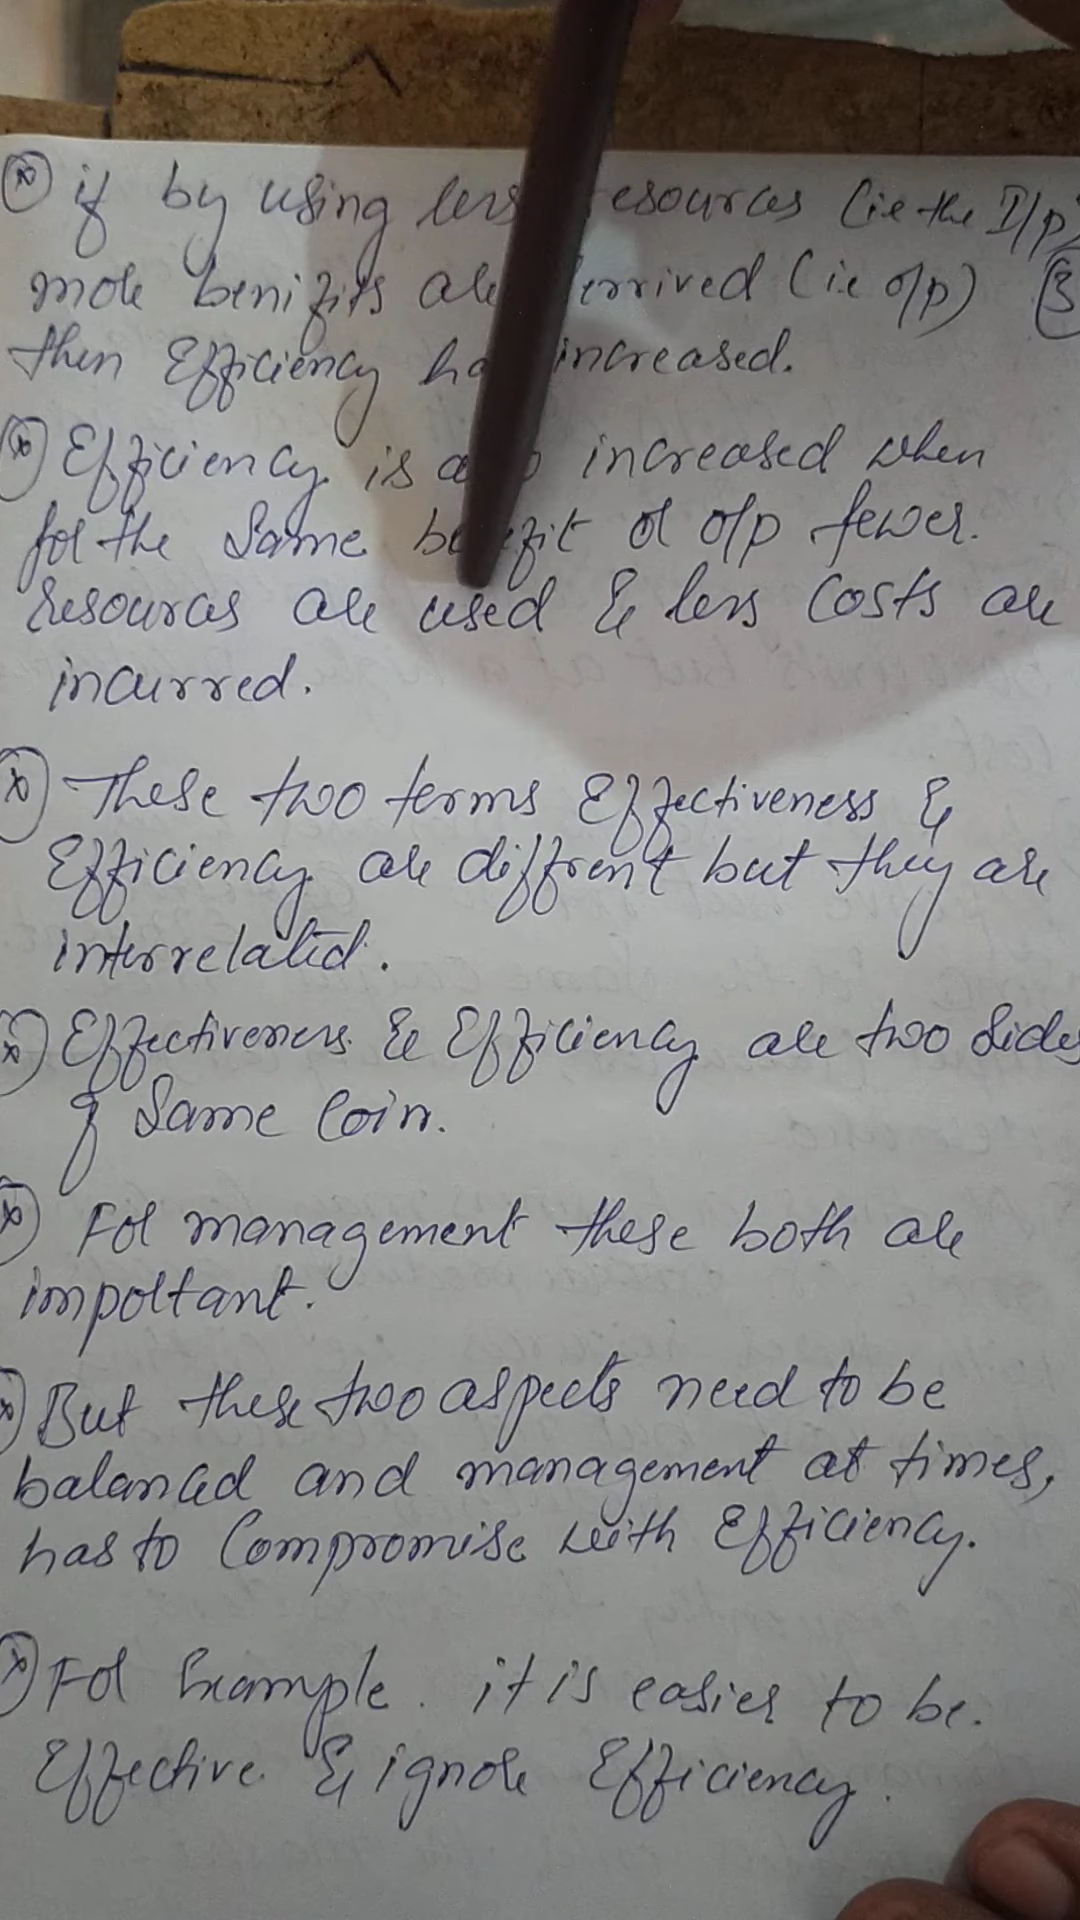 if by using less resources (ie the I/p)
more benifits are derrived (ie o/p) (3)
then Efficiency has increased.
Efficiency is also increased when
for the same benefit or o/p fewer.
resources are used & less costs are
incurred.
These two terms Effectiveness &
Efficiency are diffrent but they are
interrelated.
Effectiveness & Efficiency are two sides
of same coin.
For management these both are
important.
But these two aspects need to be
balanced and management at times,
has to compromise with Efficiency.
For Example. it is easier to be.
Effective & ignore Efficiency.